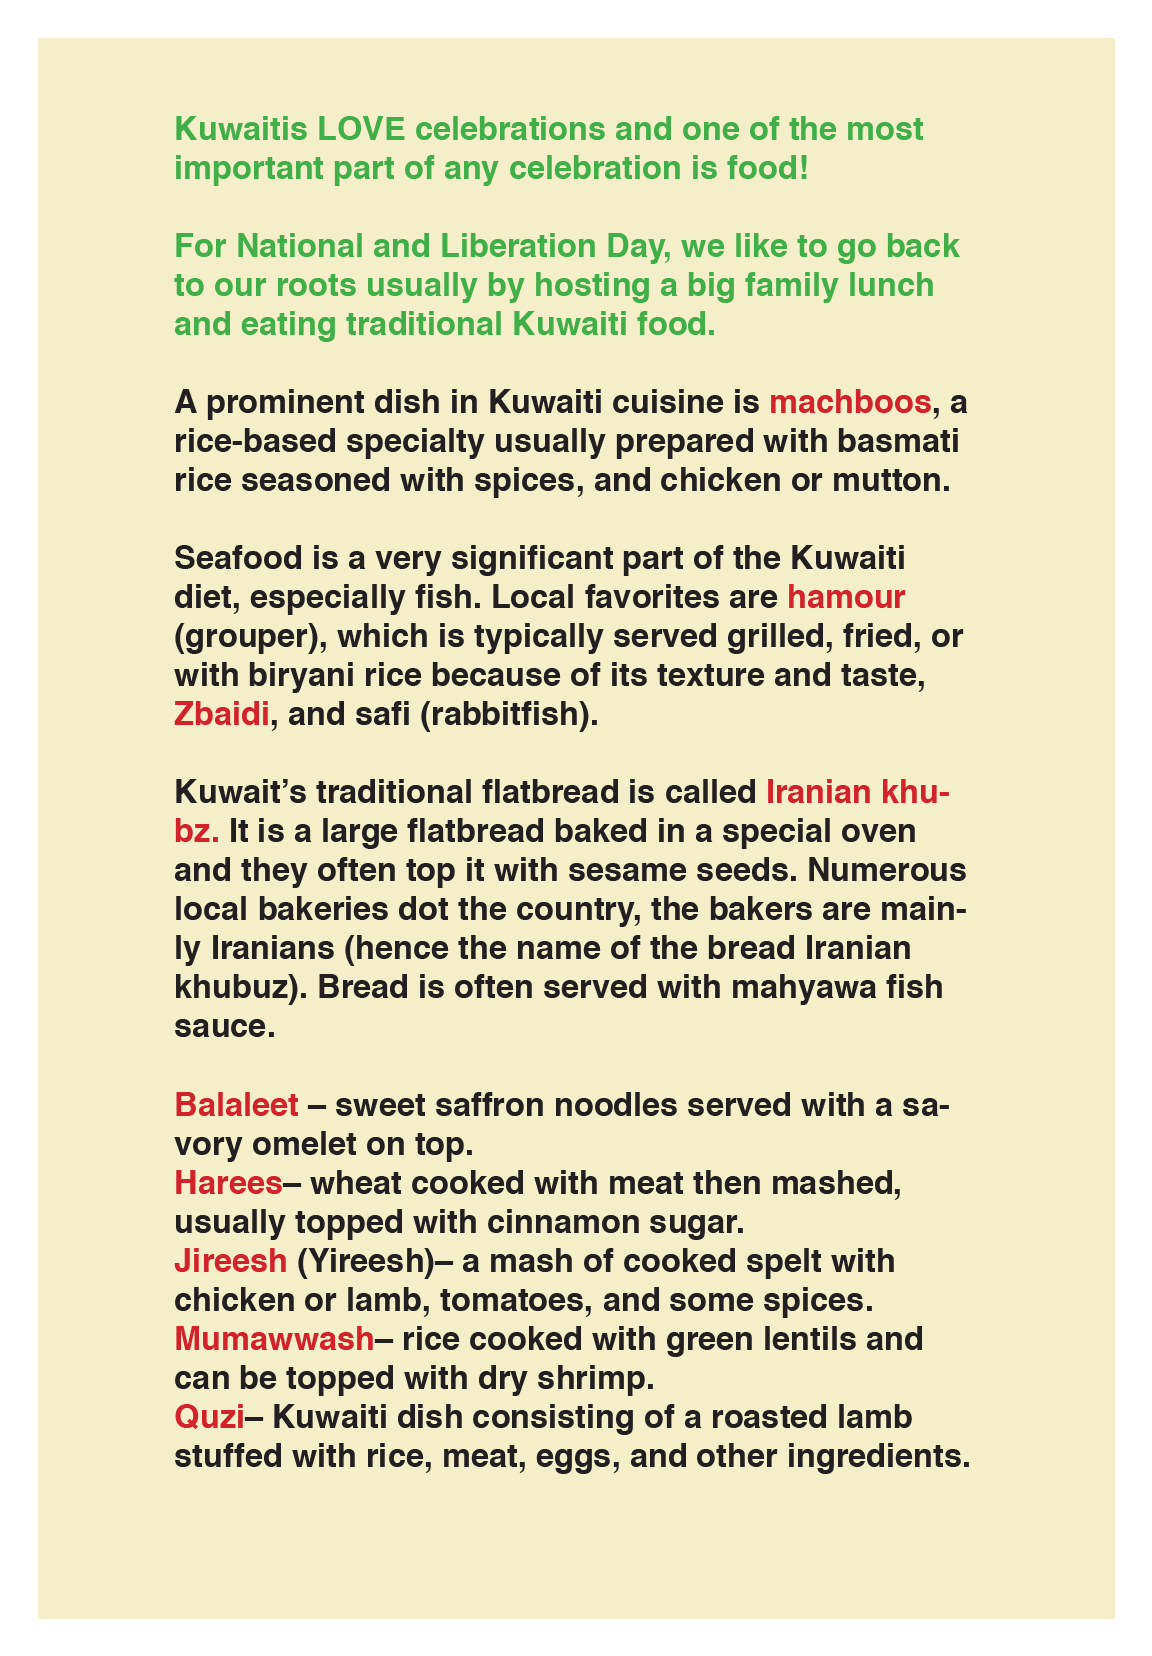 Kuwaitis LOVE celebrations and one of the most
important part of any celebration is food!
For National and Liberation Day, we like to go back
to our roots usually by hosting a big family lunch
and eating traditional Kuwaiti food.
A prominent dish in Kuwaiti cuisine is machboos, a
rice-based specialty usually prepared with basmati
rice seasoned with spices, and chicken or mutton.
Seafood is a very significant part of the Kuwaiti
diet, especially fish. Local favorites are hamour
(grouper), which is typically served grilled, fried, or
with biryani rice because of its texture and taste,
Zbaidi, and safi (rabbitfish).
Kuwait’s traditional flatbread is called Iranian khu-
bz. It is a large flatbread baked in a special oven
and they often top it with sesame seeds. Numerous
local bakeries dot the country, the bakers are main-
ly Iranians (hence the name of the bread Iranian
khubuz). Bread is often served with mahyawa fish
sauce.
Balaleet – sweet saffron noodles served with a sa-
vory omelet on top.
Harees– wheat cooked with meat then mashed,
usually topped with cinnamon sugar.
Jireesh (Yireesh)– a mash of cooked spelt with
chicken or lamb, tomatoes, and some spices.
Mumawwash– rice cooked with green lentils and
can be topped with dry shrimp.
Quzi– Kuwaiti dish consisting of a roasted lamb
stuffed with rice, meat, eggs, and other ingredients.